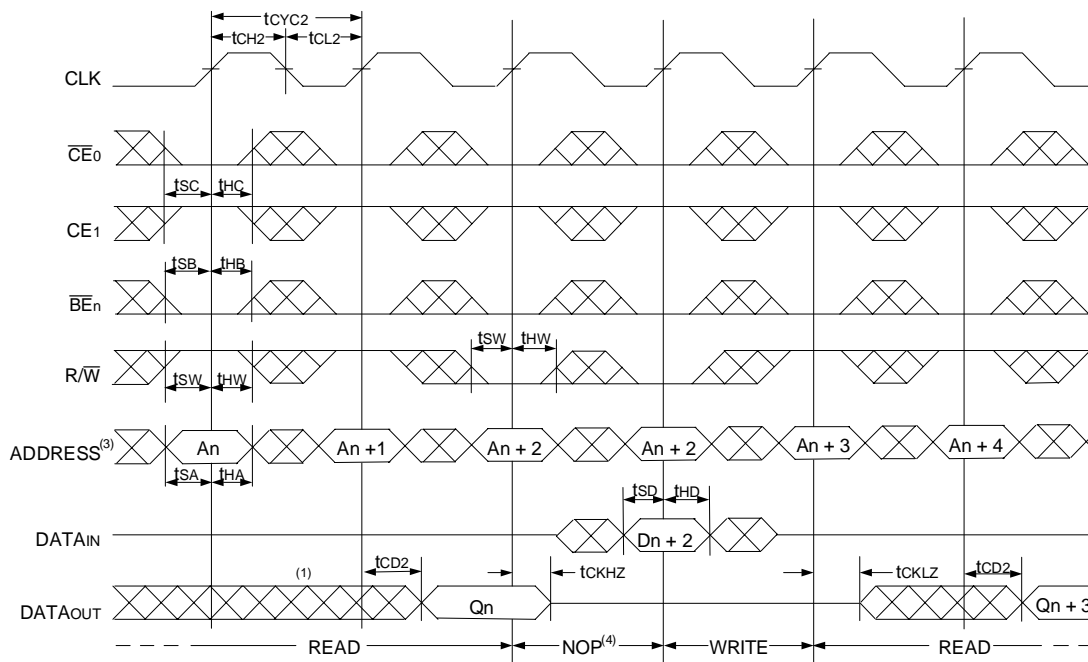 tCYC2
tCH2 tCL2
CLK
CE0
tSC tHC
CE1
tSB tHB
BEn
tSW tHW
R/W
tSW tHW
ADDRESS(3) An An +1 An + 2 An + 2 An + 3 An + 4
tSA tHA
tSD tHD
DATAIN Dn + 2
(1) tCD2 tCKHZ tCKLZ tCD2
DATAOUT Qn Qn + 3
READ NOP(4) WRITE READ